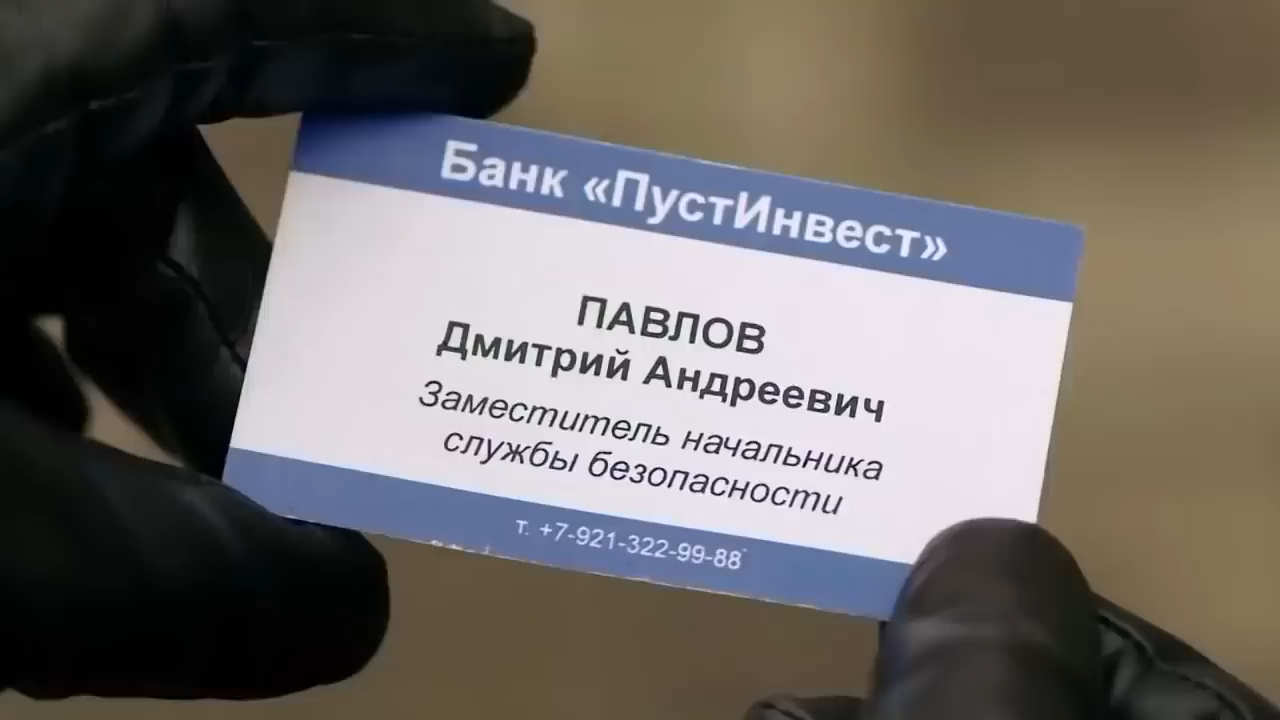 Банк «ПустИнвест»
ПАВЛОВ
Дмитрий Андреевич
Заместитель начальника
службы безопасности
т. +7-921-322-99-88